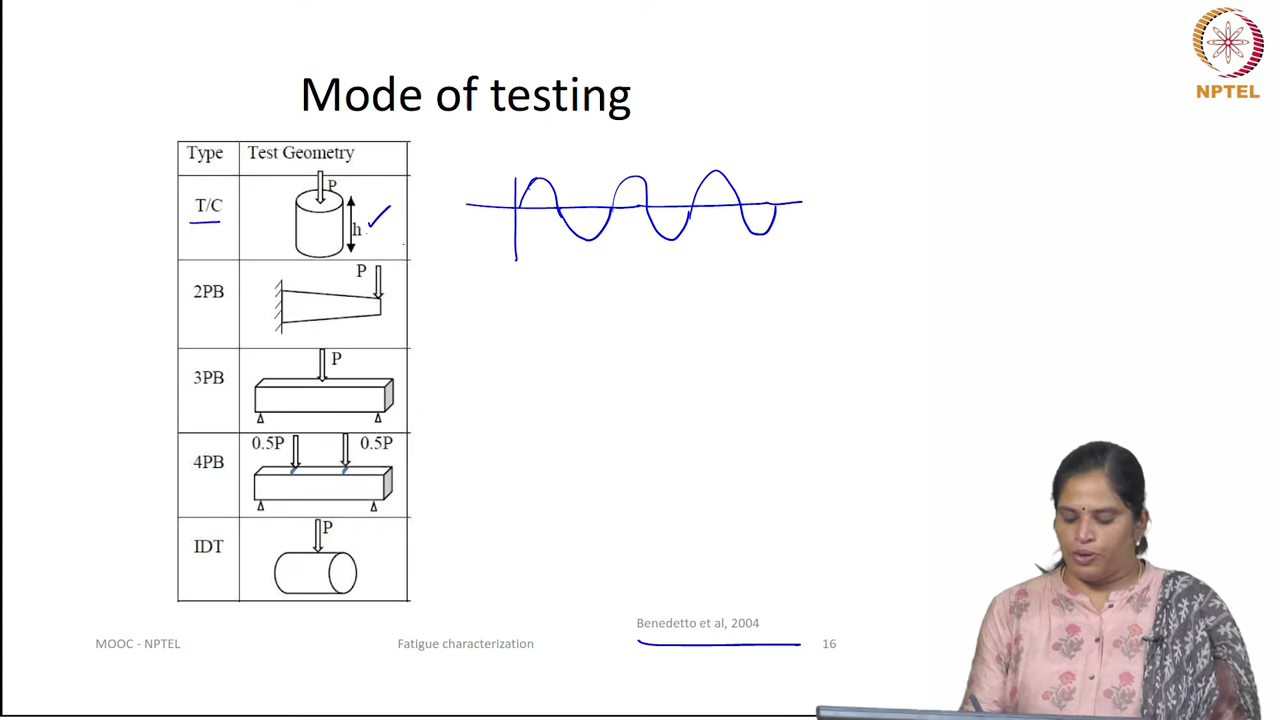 NPTEL
Mode of testing
Type Test Geometry
T/C P h
2PB P
3PB P
4PB 0.5P 0.5P
IDT P
Benedetto et al, 2004
MOOC - NPTEL Fatigue characterization 16